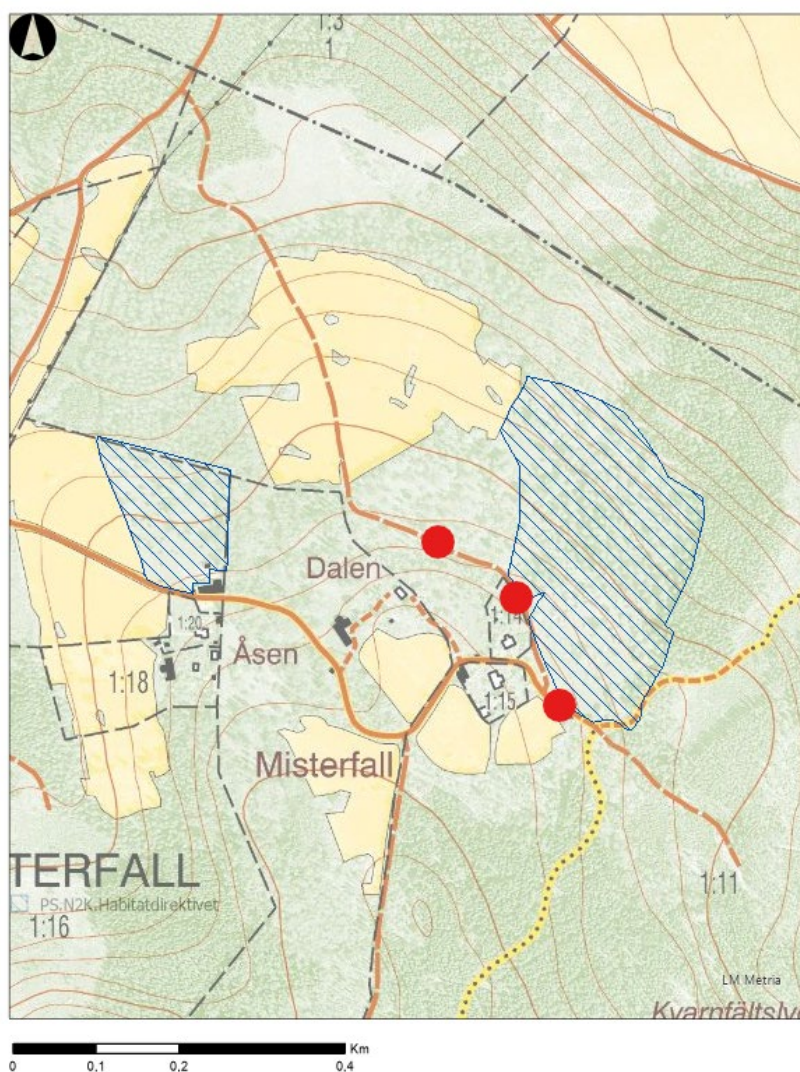 1:3
1
Dalen
1:14
1:20
Åsen
1:18
1:15
Misterfall
TERFALL
PS.N2K.Habitatdirektivet
1:11
1:16
LM Metria
Kvarnfältslv
Km
0 0,1 0,2 0,4